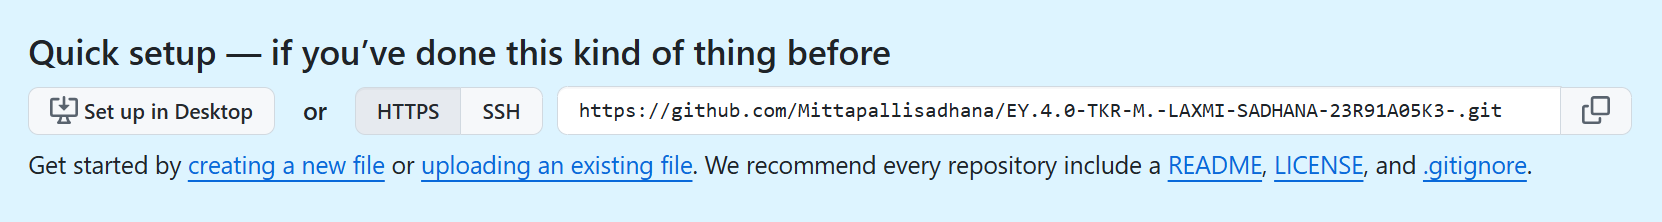 Quick setup — if you’ve done this kind of thing before
Set up in Desktop or HTTPS SSH https://github.com/Mittapallisadhana/EY.4.0-TKR-M.-LAXMI-SADHANA-23R91A05K3-.git
Get started by creating a new file or uploading an existing file. We recommend every repository include a README, LICENSE, and .gitignore.